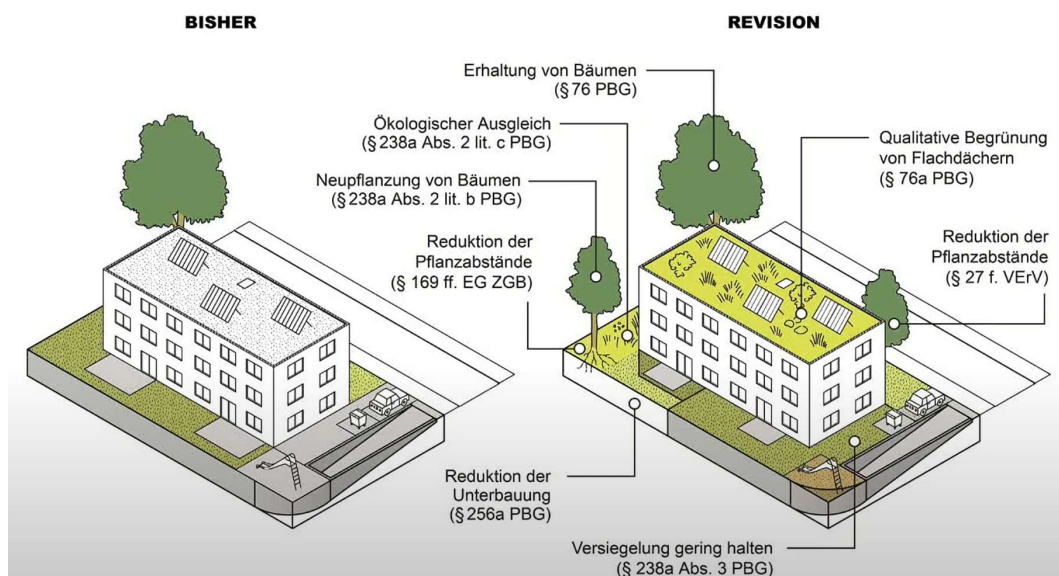 BISHER
REVISION
Erhaltung von Bäumen
(§ 76 PBG)
Ökologischer Ausgleich
(§ 238a Abs. 2 lit. c PBG)
Neupflanzung von Bäumen
(§ 238a Abs. 2 lit. b PBG)
Reduktion der
Pflanzabstände
(§ 169 ff. EG ZGB)
Qualitative Begrünung
von Flachdächern
(§ 76a PBG)
Reduktion der
Pflanzabstände
(§ 27 f. VErV)
Reduktion der
Unterbauung
(§ 256a PBG)
Versiegelung gering halten
(§ 238a Abs. 3 PBG)